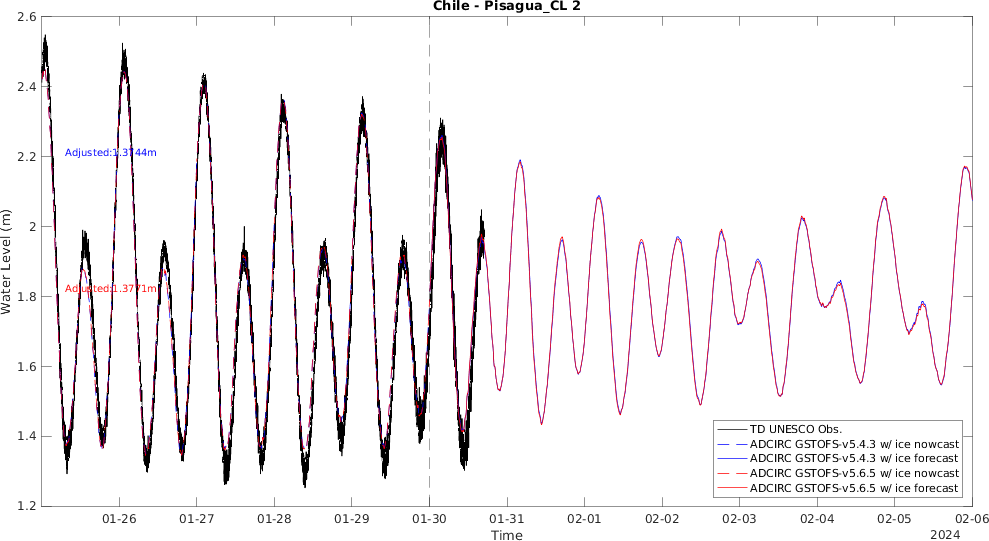 Chile - Pisagua_CL 2
2.6
2.4
2.2
2
1.8
1.6
1.4
1.2
Water Level (m)
Adjusted:1.3744m
Adjusted:1.3771m
TD UNESCO Obs.
ADCIRC GSTOFS-v5.4.3 w/ ice nowcast
ADCIRC GSTOFS-v5.4.3 w/ ice forecast
ADCIRC GSTOFS-v5.6.5 w/ ice nowcast
ADCIRC GSTOFS-v5.6.5 w/ ice forecast
01-26 01-27 01-28 01-29 01-30 01-31 02-01 02-02 02-03 02-04 02-05 02-06
Time
2024